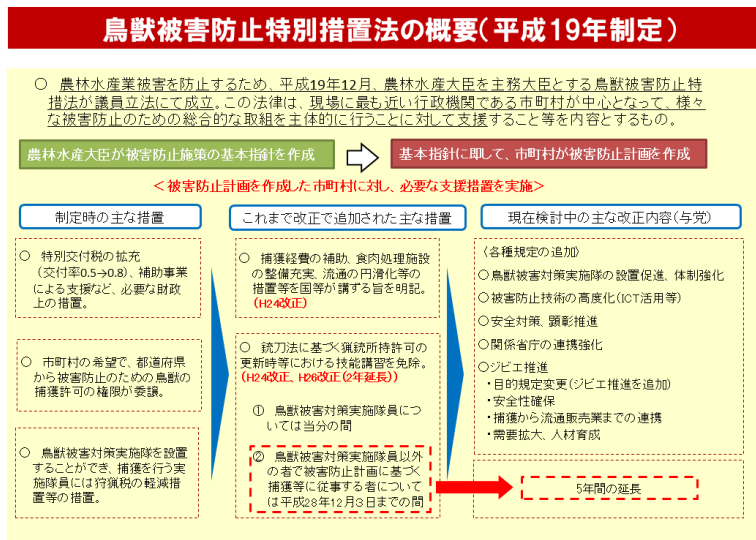 鳥獣被害防止特別措置法の概要(平成19年制定)
○ 農林水産業被害を防止するため、平成19年12月、農林水産大臣を主務大臣とする鳥獣被害防止特
措法が議員立法にて成立。この法律は、現場に最も近い行政機関である市町村が中心となって、様々
な被害防止のための総合的な取組を主体的に行うことに対して支援すること等を内容とするもの。
農林水産大臣が被害防止施策の基本指針を作成
基本指針に即して、市町村が被害防止計画を作成
<被害防止計画を作成した市町村に対し、必要な支援措置を実施>
制定時の主な措置
○ 特別交付税の拡充
(交付率0.5→0.8)、補助事業
による支援など、必要な財政
上の措置。
○ 市町村の希望で、都道府県
から被害防止のための鳥獣の
捕獲許可の権限が委譲。
○ 鳥獣被害対策実施隊を設置
することができ、捕獲を行う実
施隊員には狩猟税の軽減措
置等の措置。
これまで改正で追加された主な措置
○ 捕獲経費の補助、食肉処理施設
の整備充実、流通の円滑化等の
措置等を国等が講ずる旨を明記。
(H24改正)
○ 銃刀法に基づく猟銃所持許可の
更新時等における技能講習を免除。
(H24改正、H26改正(2年延長))
① 鳥獣被害対策実施隊員につ
いては当分の間
② 鳥獣被害対策実施隊員以外
の者で被害防止計画に基づく
捕獲等に従事する者について
は平成28年12月3日までの間
現在検討中の主な改正内容(与党)
〈各種規定の追加〉
○鳥獣被害対策実施隊の設置促進、体制強化
○被害防止技術の高度化(ICT活用等)
○安全対策、顕彰推進
○関係省庁の連携強化
○ジビエ推進
・目的規定変更(ジビエ推進を追加)
・安全性確保
・捕獲から流通販売業までの連携
・需要拡大、人材育成
5年間の延長